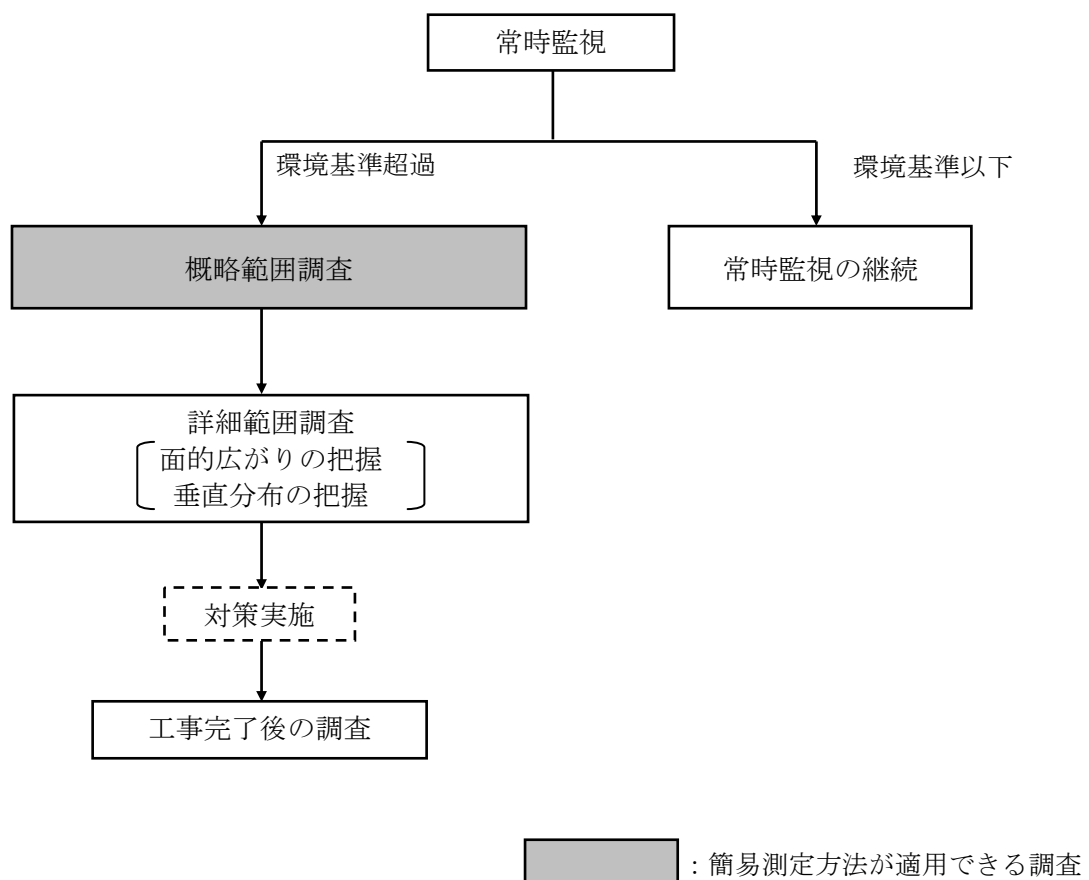 常時監視
環境基準超過
環境基準以下
概略範囲調査
常時監視の継続
詳細範囲調査
面的広がりの把握
垂直分布の把握
対策実施
工事完了後の調査
：簡易測定方法が適用できる調査